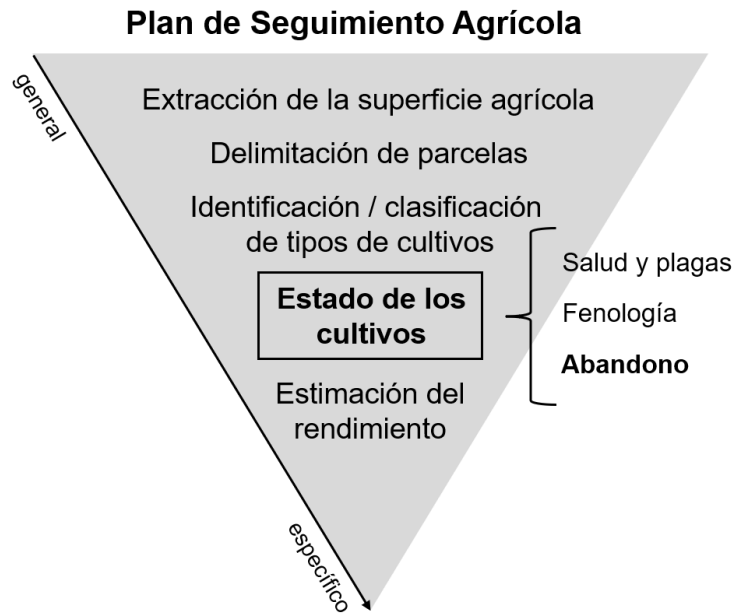 Plan de Seguimiento Agrícola
general
Extracción de la superficie agrícola
Delimitación de parcelas
Identificación / clasificación
de tipos de cultivos
Estado de los
cultivos
Salud y plagas
Fenología
Abandono
Estimación del
rendimiento
específico